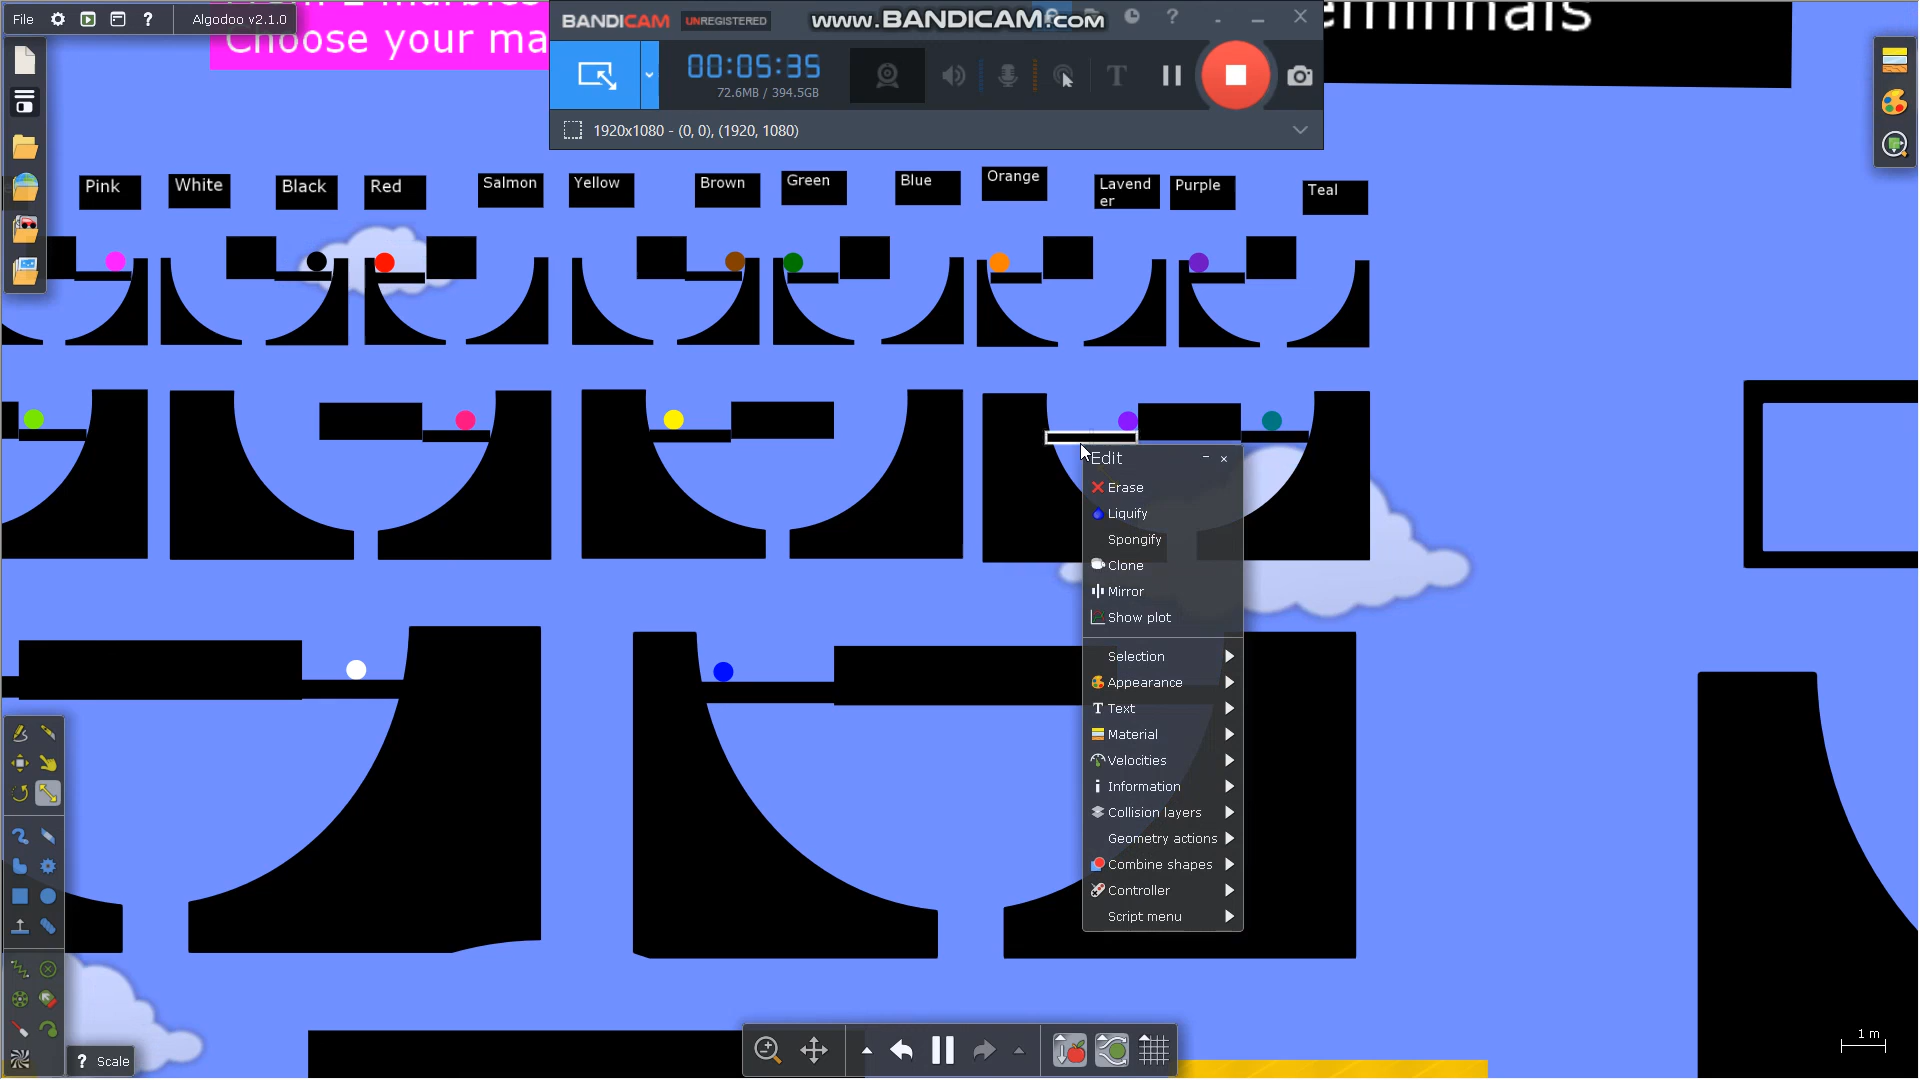 File
Algodoo v2.1.0
Choose your ma
BANDICAM UNREGISTERED
www.BANDICAM.com
00:05:35
72.6MB / 394.5GB
1920x1080 - (0, 0), (1920, 1080)
Pink
White
Black
Red
Salmon
Yellow
Brown
Green
Blue
Orange
Lavend
er
Purple
Teal
Edit
Erase
Liquify
Spongify
Clone
Mirror
Show plot
Selection
Appearance
Text
Material
Velocities
Information
Collision layers
Geometry actions
Combine shapes
Controller
Script menu
? Scale
1 m